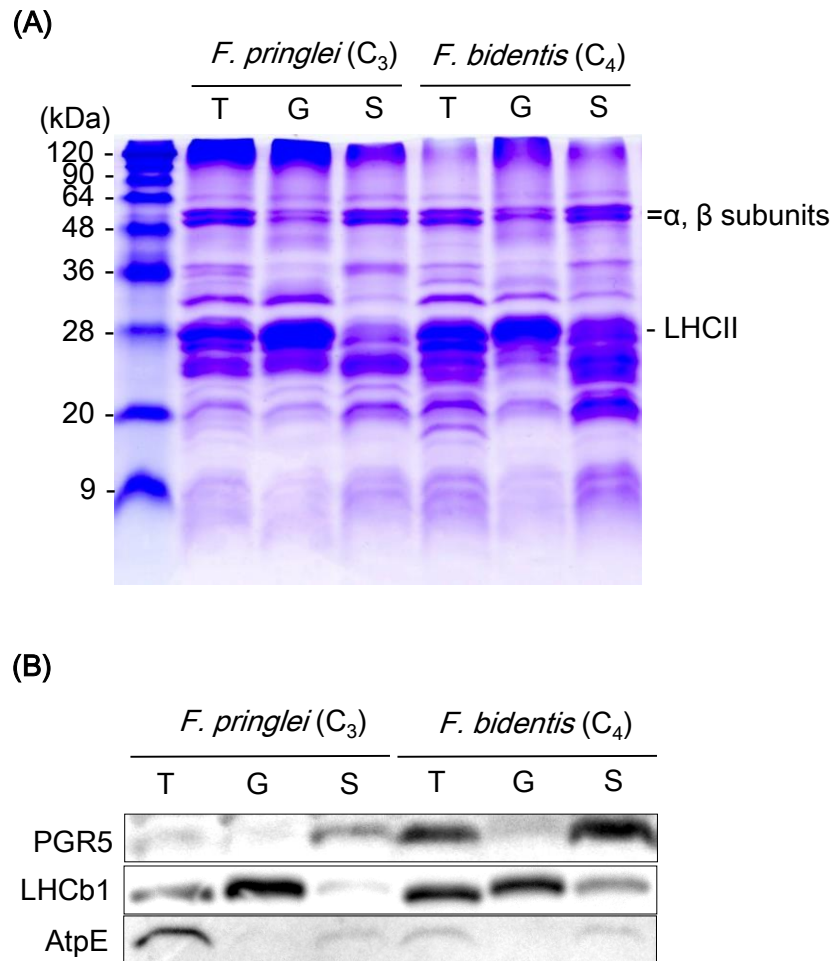 (A)
F. pringlei (C₃) F. bidentis (C₄)
T G S T G S
(kDa)
120 -
90 -
64 -
=α, β subunits
48 -
36 -
28 -
- LHCII
20 -
9 -
(B)
F. pringlei (C₃) F. bidentis (C₄)
T G S T G S
PGR5
LHCb1
AtpE